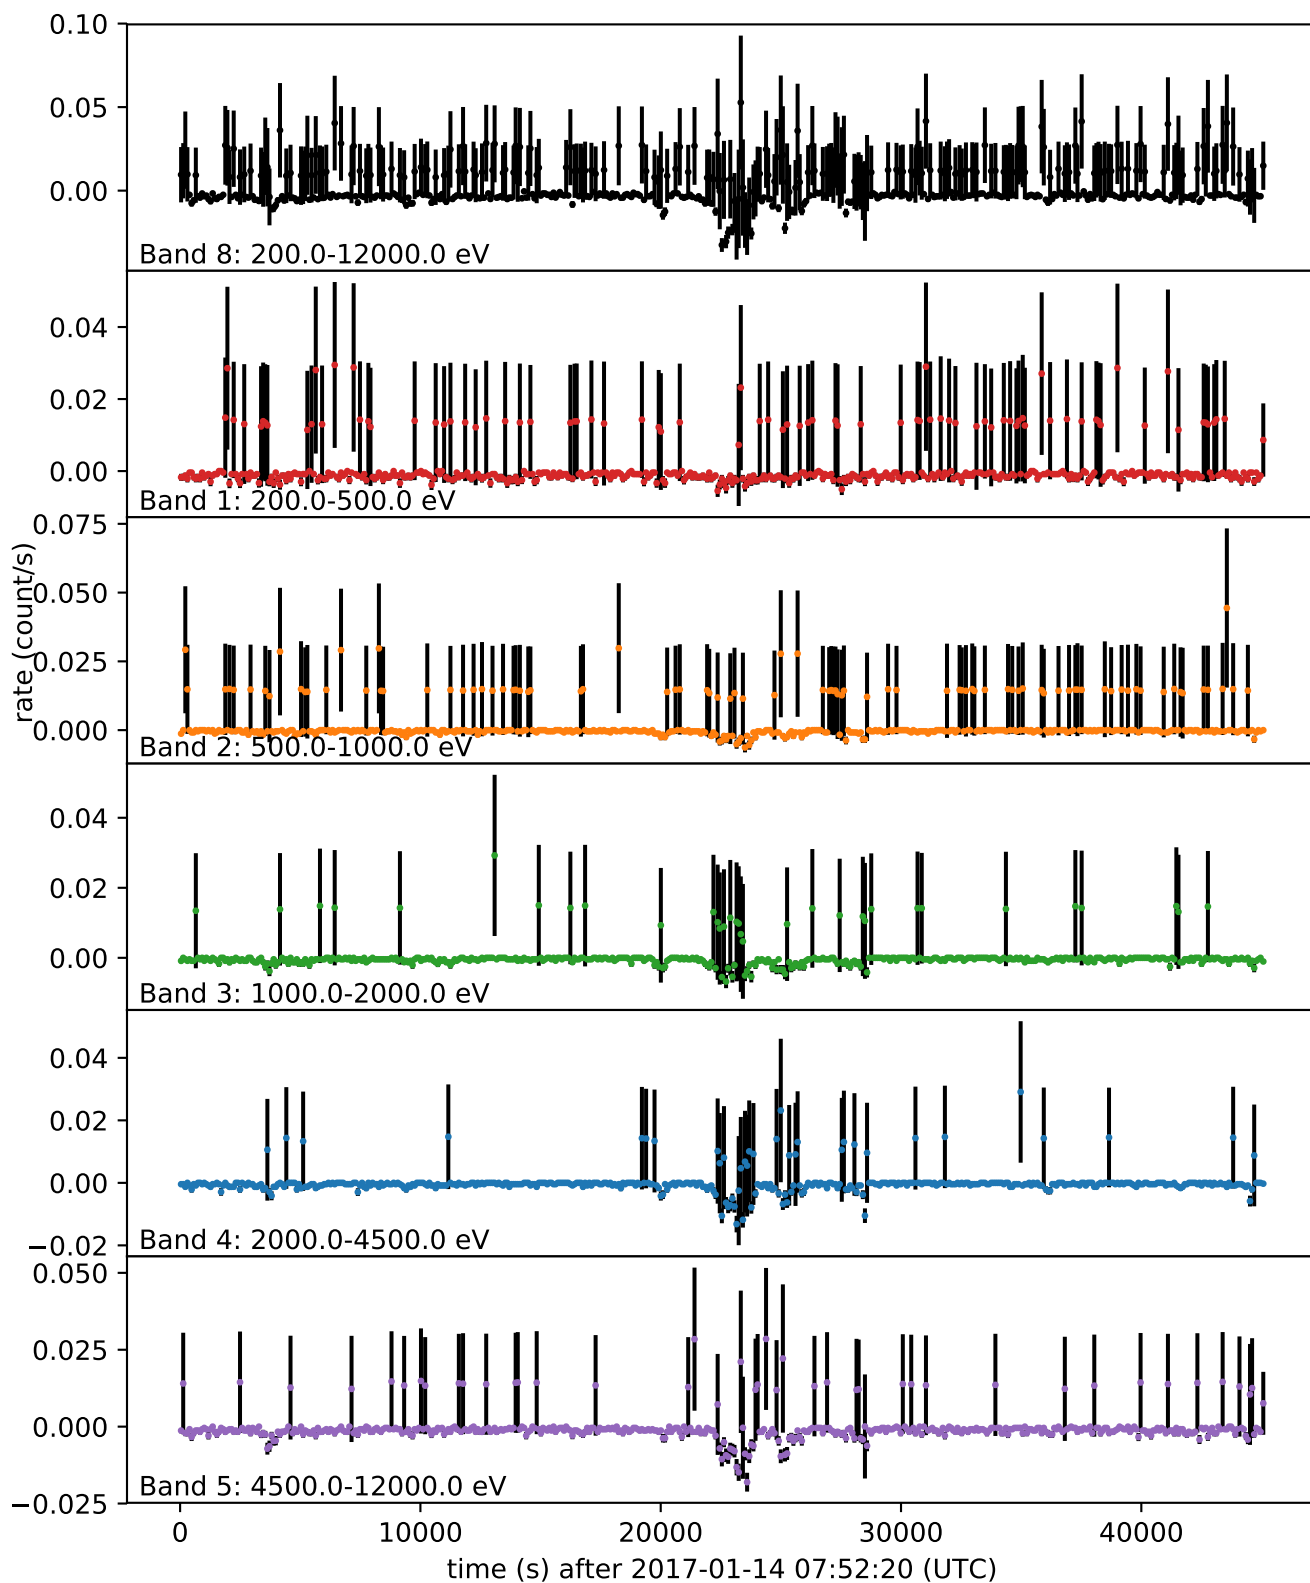 0.10
0.05
0.00
Band 8: 200.0-12000.0 eV
0.04
0.02
0.00
Band 1: 200.0-500.0 eV
rate (count/s)
0.075
0.050
0.025
0.000
Band 2: 500.0-1000.0 eV
0.04
0.02
0.00
Band 3: 1000.0-2000.0 eV
0.04
0.02
0.00
−0.02
Band 4: 2000.0-4500.0 eV
0.050
0.025
0.000
−0.025
Band 5: 4500.0-12000.0 eV
0 10000 20000 30000 40000
time (s) after 2017-01-14 07:52:20 (UTC)